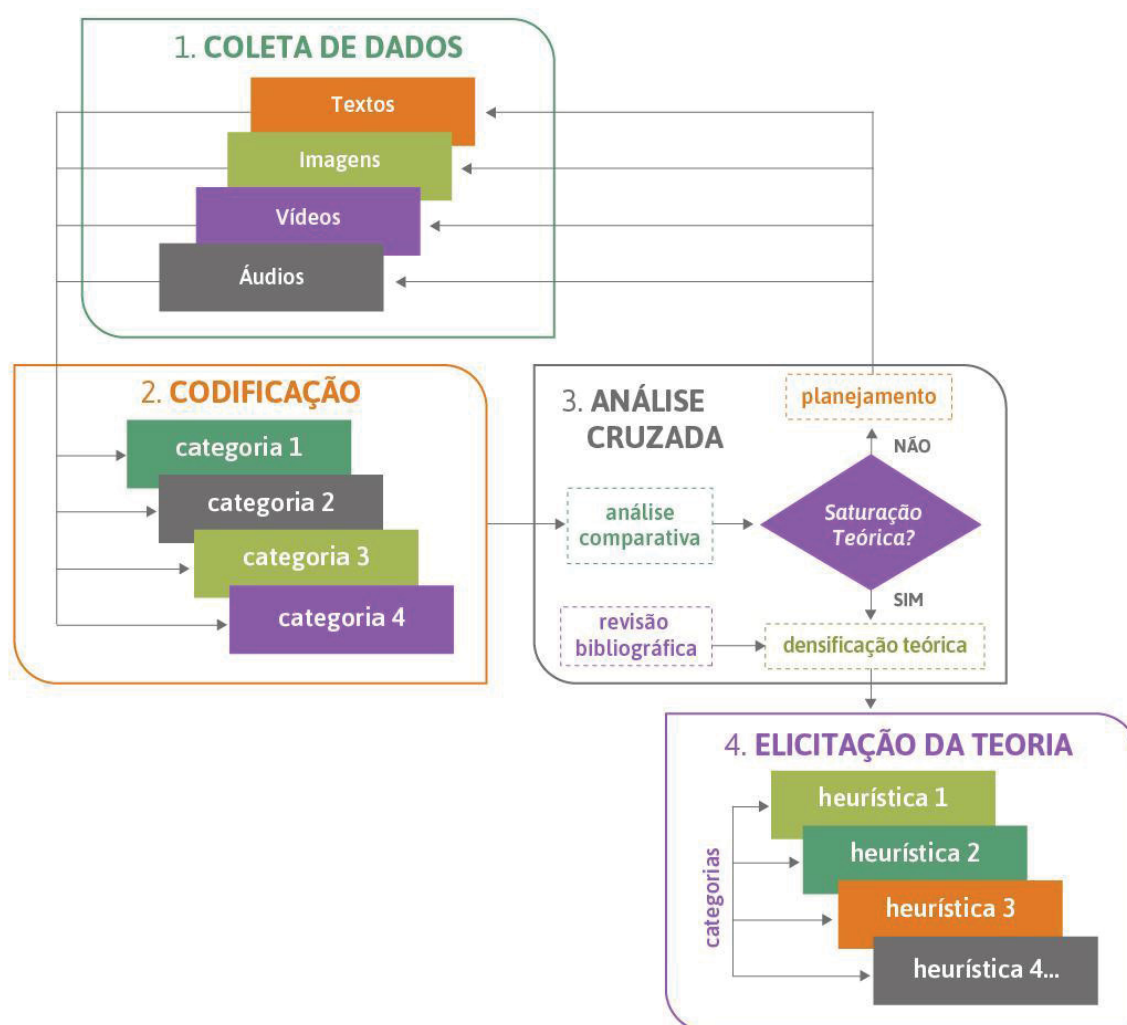 1. COLETA DE DADOS
Textos
Imagens
Vídeos
Áudios
2. CODIFICAÇÃO
categoria 1
categoria 2
categoria 3
categoria 4
3. ANÁLISE
CRUZADA
planejamento
NÃO
análise
comparativa
Saturação
Teórica?
SIM
revisão
bibliográfica
densificação teórica
4. ELICITAÇÃO DA TEORIA
categorias
heurística 1
heurística 2
heurística 3
heurística 4...